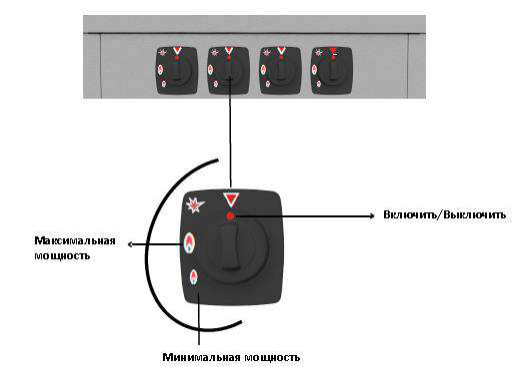 Включить/Выключить
Максимальная
мощность
Минимальная мощность